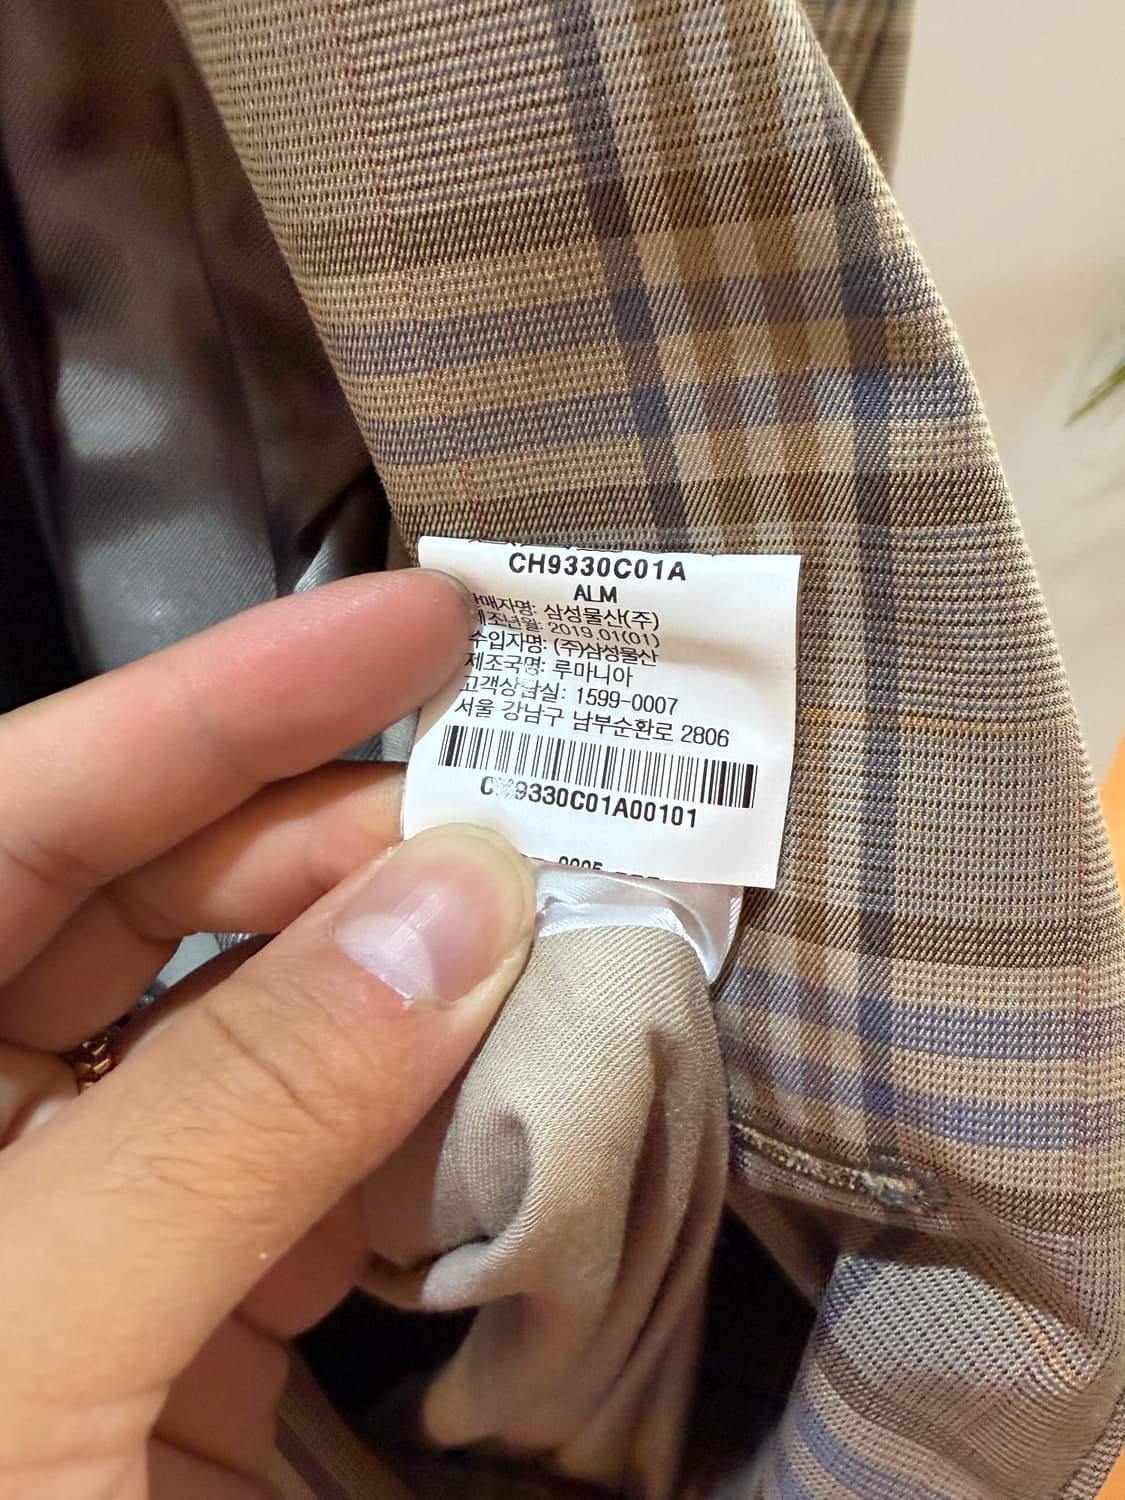 CH9330C01A
ALM
판매자명: 삼성물산(주)
제조년월: 2019.01(01)
수입자명: (주)삼성물산
제조국명: 루마니아
고객상담실: 1599-0007
서울 강남구 남부순환로 2806
CH9330C01A00101